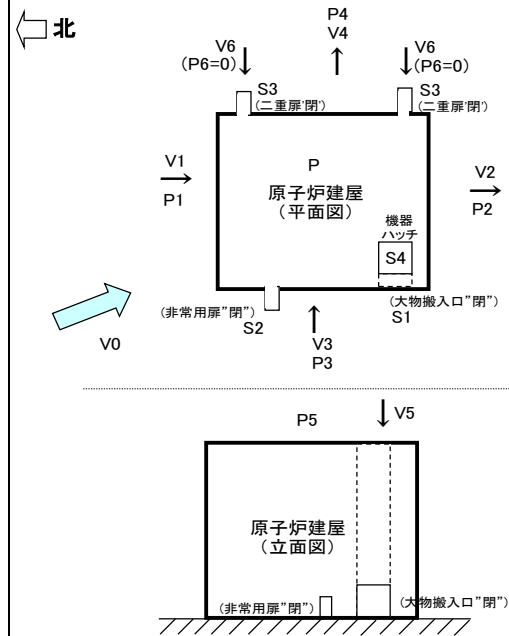 北
P4
V4
V6
(P6=0)
V6
(P6=0)
S3
(二重扉'閉')
S3
(二重扉'閉')
V1
P1
P
原子炉建屋
(平面図)
V2
P2
機器
ハッチ
S4
(非常用扉"閉")
S2
(大物搬入口"閉")
S1
V0
V3
P3
P5
V5
原子炉建屋
(立面図)
(非常用扉"閉")
(大物搬入口"閉")